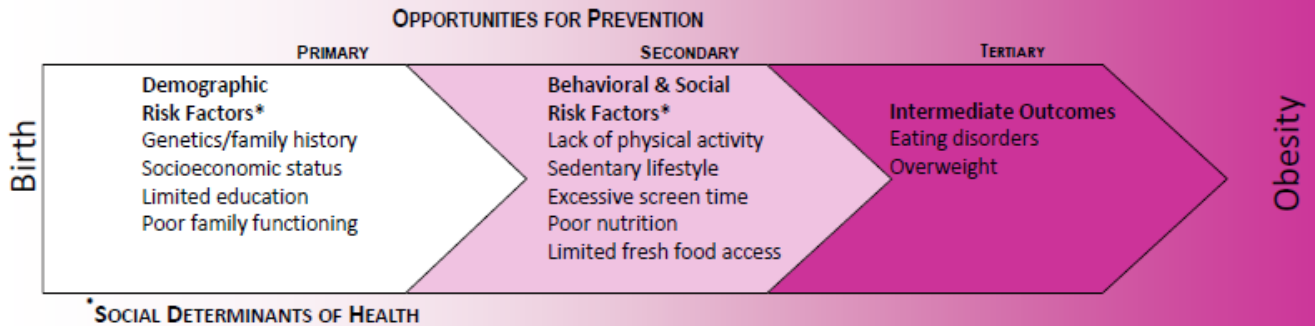 OPPORTUNITIES FOR PREVENTION
PRIMARY
SECONDARY
TERTIARY
Birth
Demographic
Risk Factors*
Genetics/family history
Socioeconomic status
Limited education
Poor family functioning
Behavioral & Social
Risk Factors*
Lack of physical activity
Sedentary lifestyle
Excessive screen time
Poor nutrition
Limited fresh food access
Intermediate Outcomes
Eating disorders
Overweight
Obesity
*SOCIAL DETERMINANTS OF HEALTH